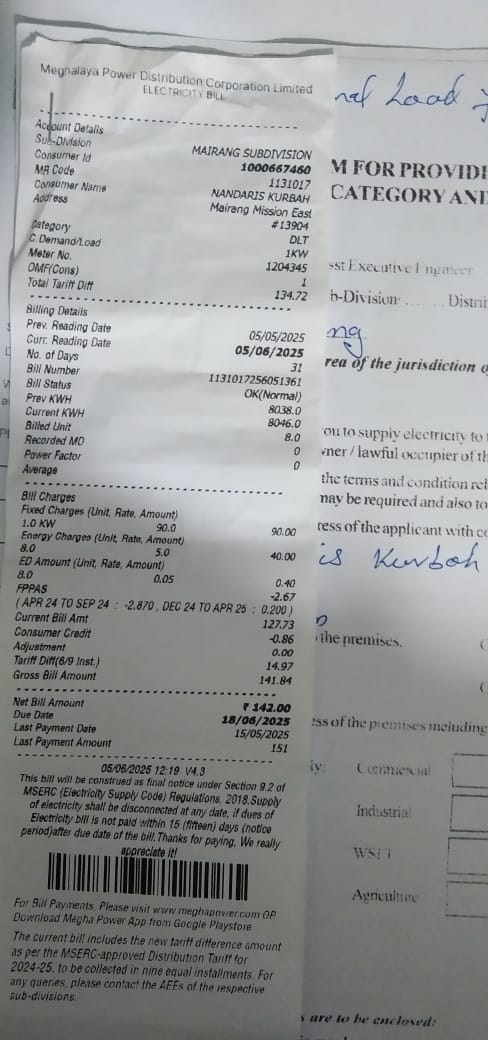 Meghalaya Power Distribution Corporation Limited
ELECTRICITY BILL
Account Details
Sub-Division MAIRANG SUBDIVISION
Consumer Id 1000667460
MR Code 1131017
Consumer Name NANDARIS KURBAH
Address Mairang Mission East
#13904
Category DLT
C.Demand/Load 1KW
Meter No. 1204345
OMF(Cons) 1
Total Tariff Diff 134.72
Billing Details
Prev. Reading Date 05/05/2025
Curr. Reading Date 05/06/2025
No. of Days 31
Bill Number 1131017256051361
Bill Status OK(Normal)
Prev KWH 8038.0
Current KWH 8046.0
Billed Unit 8.0
Recorded MD 0
Power Factor 0
Average
Bill Charges
Fixed Charges (Unit, Rate, Amount)
1.0 KW 90.0 90.00
Energy Charges (Unit, Rate, Amount)
8.0 5.0 40.00
ED Amount (Unit, Rate, Amount)
8.0 0.05 0.40
FPPAS -2.67
( APR 24 TO SEP 24 : -2.870 , DEC 24 TO APR 25 : 0.200 )
Current Bill Amt 127.73
Consumer Credit -0.86
Adjustment 0.00
Tariff Diff(6/9 Inst.) 14.97
Gross Bill Amount 141.84
Net Bill Amount ₹ 142.00
Due Date 18/06/2025
Last Payment Date 15/05/2025
Last Payment Amount 151
05/06/2025 12:19 V4.3
This bill will be construed as final notice under Section 9.2 of
MSERC (Electricity Supply Code) Regulations, 2018.Supply
of electricity shall be disconnected at any date, if dues of
Electricity bill is not paid within 15 (fifteen) days (notice
period)after due date of the bill.Thanks for paying, We really
appreciate it!
For Bill Payments, Please visit www.meghapower.com OR
Download Megha Power App from Google Playstore
The current bill includes the new tariff difference amount
as per the MSERC-approved Distribution Tariff for
2024-25, to be collected in nine equal installments. For
any queries, please contact the AEEs of the respective
sub-divisions.
nal Load
M FOR PROVIDI
CATEGORY AND
sst Executive Engineer
b-Division ....... Distri
ng
rea of the jurisdiction o
ou to supply electricity to
wner / lawful occupier of th
the terms and condition rel
may be required and also to
ress of the applicant with co
is Kurbah
the premises.
ss of the premises including
ly: Commercial
Industrial
WSLT
Agriculture
are to be enclosed: